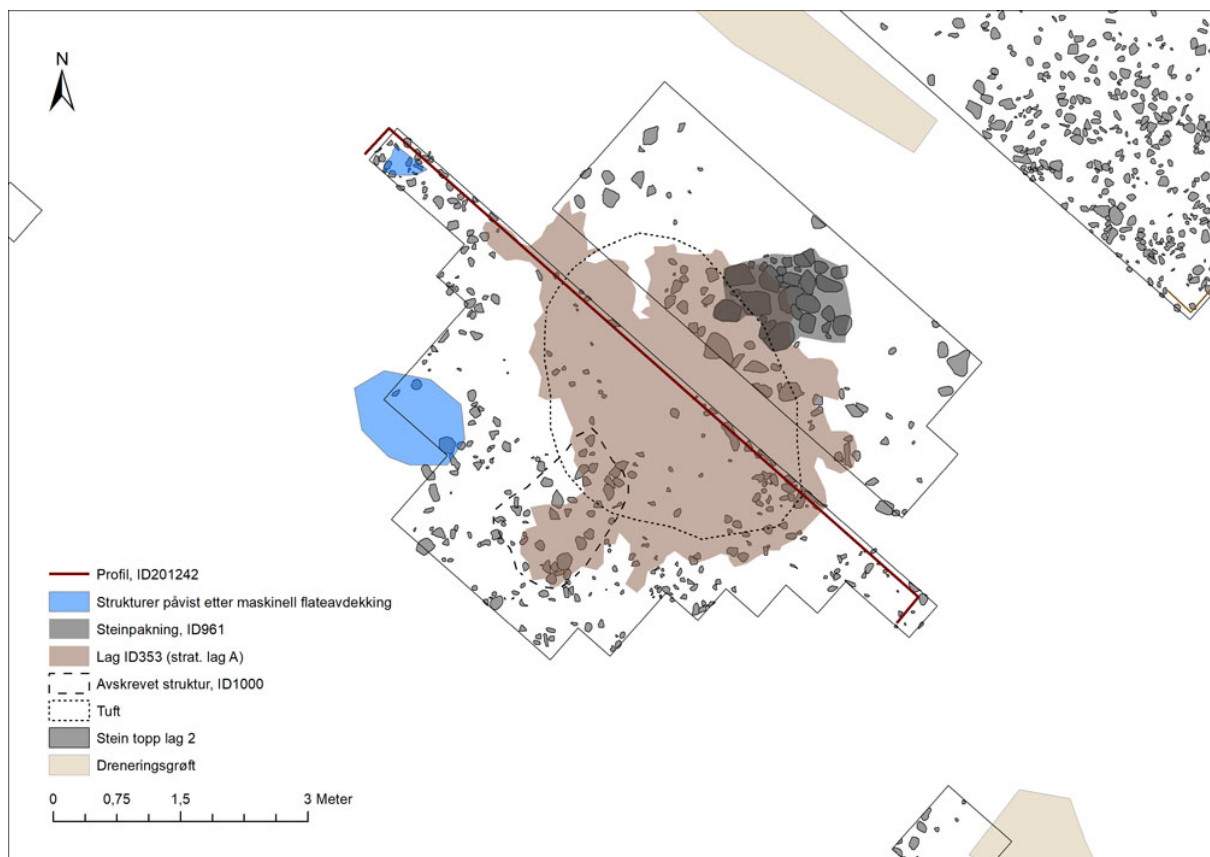 N
Profil, ID201242
Strukturer påvist etter maskinell flateavdekking
Steinpakning, ID961
Lag ID353 (strat. lag A)
Avskrevet struktur, ID1000
Tuft
Stein topp lag 2
Dreneringsgrøft
0 0,75 1,5 3 Meter